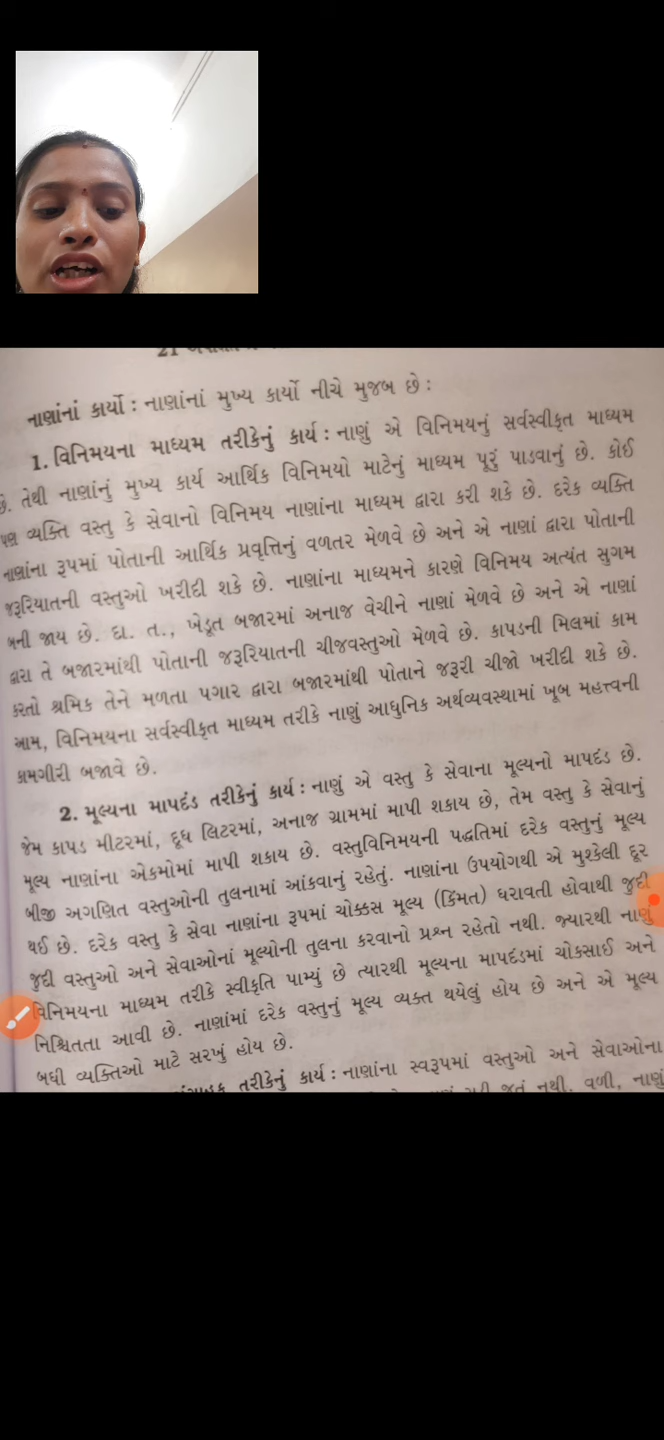 નાણાંનાં કાર્યો : નાણાંનાં મુખ્ય કાર્યો નીચે મુજબ છે :
1. વિનિમયના માધ્યમ તરીકેનું કાર્ય : નાણું એ વિનિમયનું સર્વસ્વીકૃત માધ્યમ
છે. તેથી નાણાંનું મુખ્ય કાર્ય આર્થિક વિનિમયો માટેનું માધ્યમ પૂરું પાડવાનું છે. કોઈ
પણ વ્યક્તિ વસ્તુ કે સેવાનો વિનિમય નાણાંના માધ્યમ દ્વારા કરી શકે છે. દરેક વ્યક્તિ
નાણાંના રૂપમાં પોતાની આર્થિક પ્રવૃત્તિનું વળતર મેળવે છે અને એ નાણાં દ્વારા પોતાની
જરૂરિયાતની વસ્તુઓ ખરીદી શકે છે. નાણાંના માધ્યમને કારણે વિનિમય અત્યંત સુગમ
બની જાય છે. દા. ત., ખેડૂત બજારમાં અનાજ વેચીને નાણાં મેળવે છે અને એ નાણાં
દ્વારા તે બજારમાંથી પોતાની જરૂરિયાતની ચીજવસ્તુઓ મેળવે છે. કાપડની મિલમાં કામ
કરતો શ્રમિક તેને મળતા પગાર દ્વારા બજારમાંથી પોતાને જરૂરી ચીજો ખરીદી શકે છે.
આમ, વિનિમયના સર્વસ્વીકૃત માધ્યમ તરીકે નાણું આધુનિક અર્થવ્યવસ્થામાં ખૂબ મહત્ત્વની
કામગીરી બજાવે છે.
2. મૂલ્યના માપદંડ તરીકેનું કાર્ય : નાણું એ વસ્તુ કે સેવાના મૂલ્યનો માપદંડ છે.
જેમ કાપડ મીટરમાં, દૂધ લિટરમાં, અનાજ ગ્રામમાં માપી શકાય છે, તેમ વસ્તુ કે સેવાનું
મૂલ્ય નાણાંના એકમોમાં માપી શકાય છે. વસ્તુવિનિમયની પદ્ધતિમાં દરેક વસ્તુનું મૂલ્ય
બીજી અગણિત વસ્તુઓની તુલનામાં આંકવાનું રહેતું. નાણાંના ઉપયોગથી એ મુશ્કેલી દૂર
થઈ છે. દરેક વસ્તુ કે સેવા નાણાંના રૂપમાં ચોક્કસ મૂલ્ય (કિંમત) ધરાવતી હોવાથી જુદી
જુદી વસ્તુઓ અને સેવાઓનાં મૂલ્યોની તુલના કરવાનો પ્રશ્ન રહેતો નથી. જ્યારથી નાણું
વિનિમયના માધ્યમ તરીકે સ્વીકૃતિ પામ્યું છે ત્યારથી મૂલ્યના માપદંડમાં ચોકસાઈ અને
નિશ્ચિતતા આવી છે. નાણાંમાં દરેક વસ્તુનું મૂલ્ય વ્યક્ત થયેલું હોય છે અને એ મૂલ્ય
બધી વ્યક્તિઓ માટે સરખું હોય છે.
તરીકેનું કાર્ય : નાણાંના સ્વરૂપમાં વસ્તુઓ અને સેવાઓના
જતું નથી. વળી, નાણું